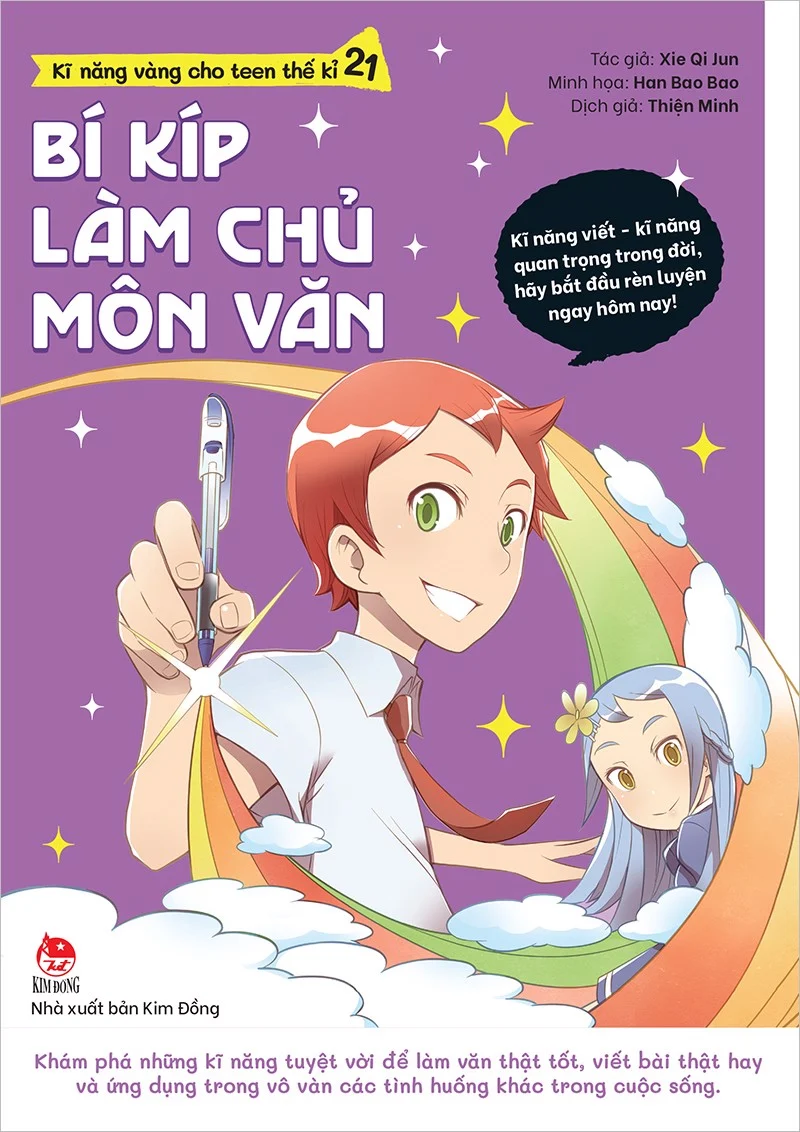 Kĩ năng vàng cho teen thế kỉ 21
Tác giả: Xie Qi Jun
Minh họa: Han Bao Bao
Dịch giả: Thiện Minh
BÍ KÍP
LÀM CHỦ
MÔN VĂN
Kĩ năng viết - kĩ năng
quan trọng trong đời,
hãy bắt đầu rèn luyện
ngay hôm nay!
KIM ĐỒNG
Nhà xuất bản Kim Đồng
Khám phá những kĩ năng tuyệt vời để làm văn thật tốt, viết bài thật hay
và ứng dụng trong vô vàn các tình huống khác trong cuộc sống.